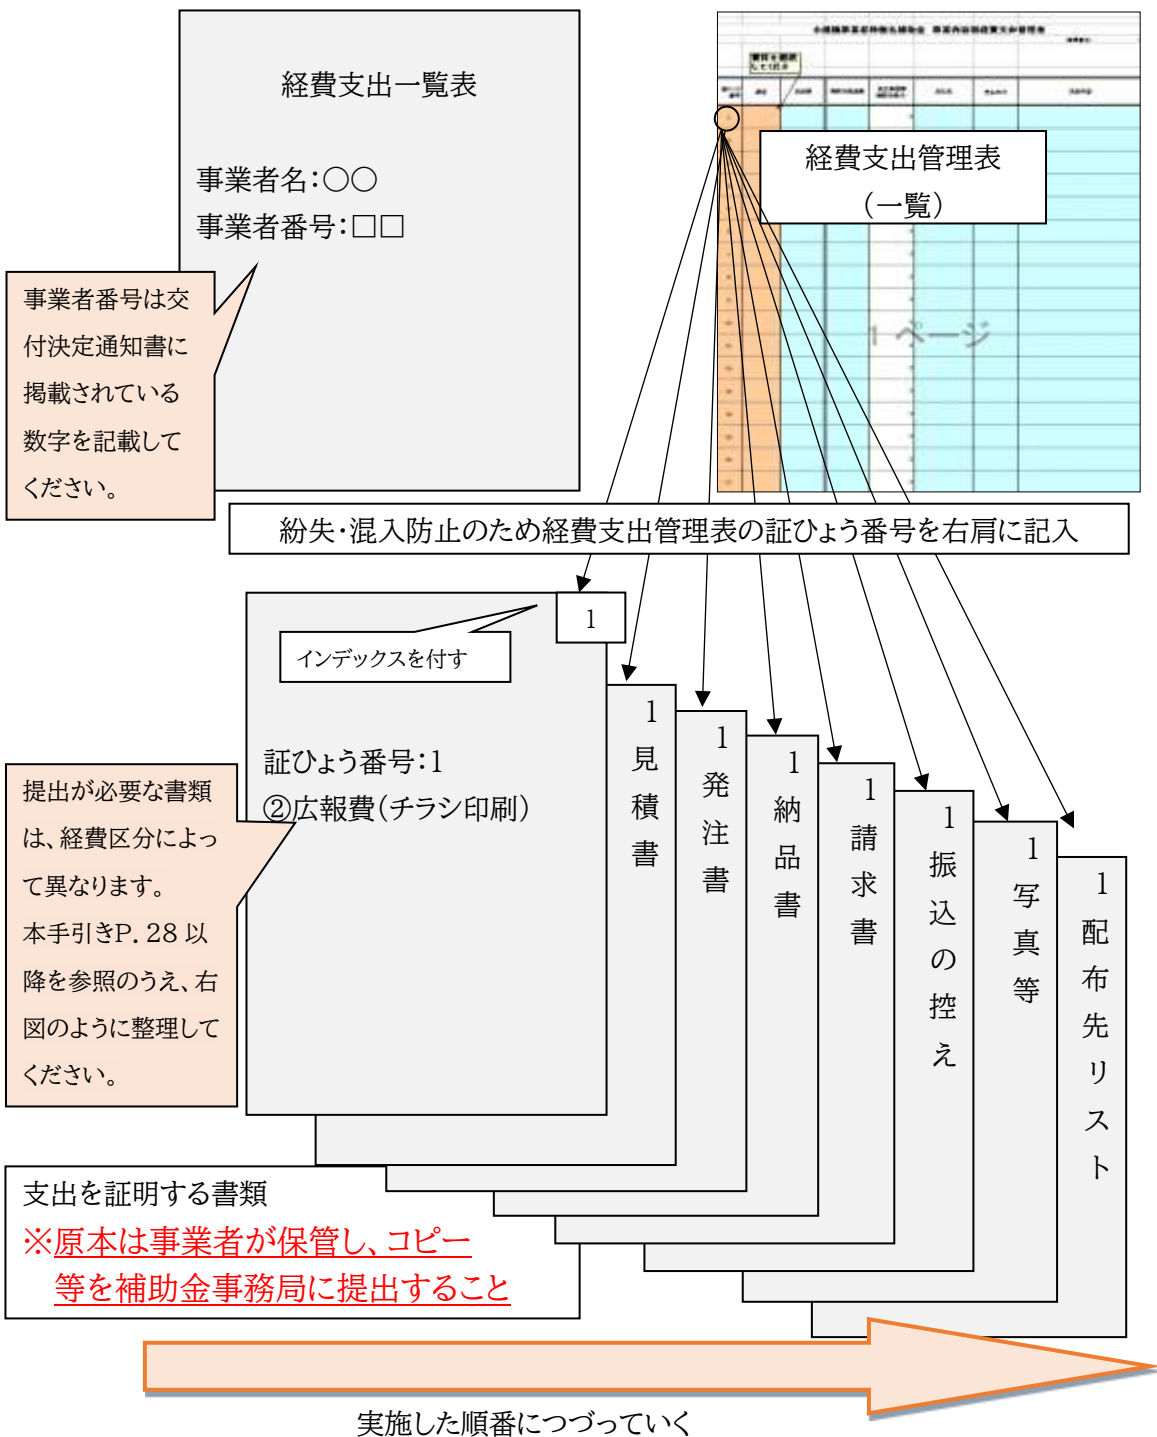 経費支出一覧表
事業者名：○○
事業者番号：□□
事業者番号は交
付決定通知書に
掲載されている
数字を記載して
ください。
経費支出管理表
（一覧）
1 ページ
紛失・混入防止のため経費支出管理表の証ひょう番号を右肩に記入
1
インデックスを付す
証ひょう番号：1
②広報費（チラシ印刷）
提出が必要な書類
は、経費区分によっ
て異なります。
本手引きP．28 以
降を参照のうえ、右
図のように整理して
ください。
1見積書
1発注書
1納品書
1請求書
1振込の控え
1写真等
1配布先リスト
支出を証明する書類
※原本は事業者が保管し、コピー
等を補助金事務局に提出すること
実施した順番につづっていく